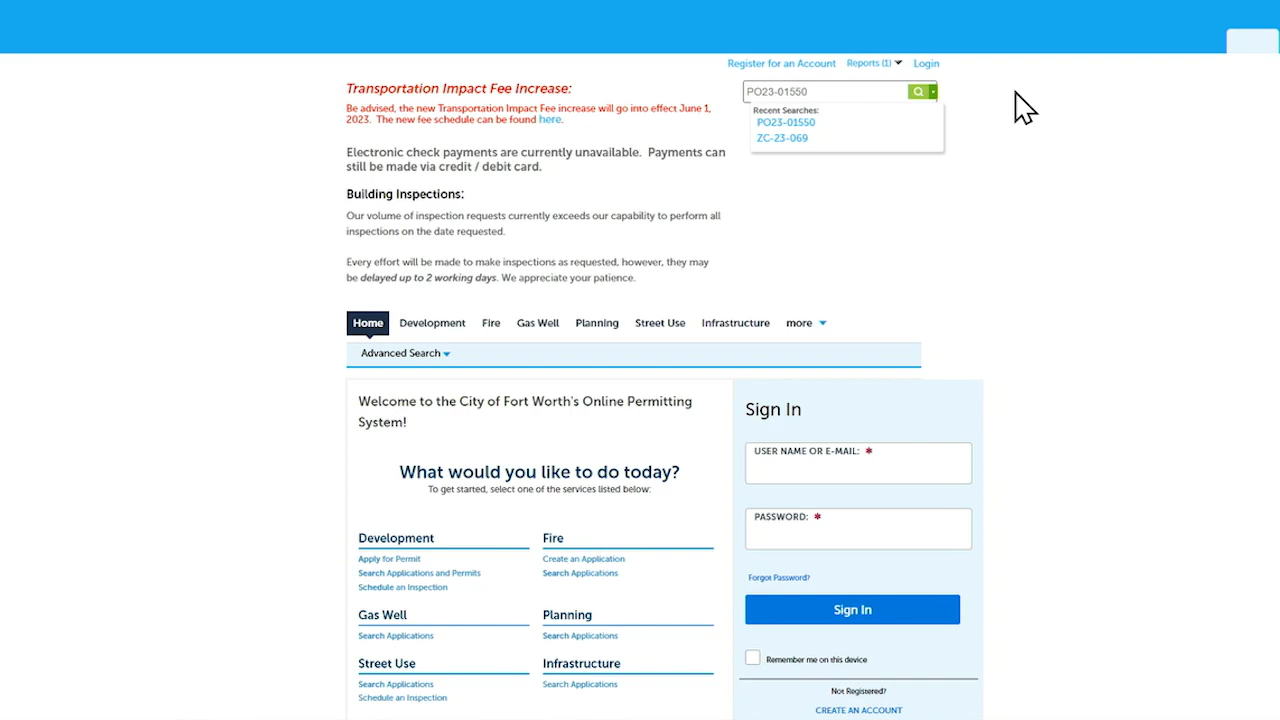 Register for an Account Reports (1) Login
Transportation Impact Fee Increase:
Be advised, the new Transportation Impact Fee increase will go into effect June 1,
2023. The new fee schedule can be found here.
PO23-01550
Recent Searches:
PO23-01550
ZC-23-069
Electronic check payments are currently unavailable. Payments can
still be made via credit / debit card.
Building Inspections:
Our volume of inspection requests currently exceeds our capability to perform all
inspections on the date requested.
Every effort will be made to make inspections as requested, however, they may
be delayed up to 2 working days. We appreciate your patience.
Home Development Fire Gas Well Planning Street Use Infrastructure more
Advanced Search
Welcome to the City of Fort Worth's Online Permitting
System!
What would you like to do today?
To get started, select one of the services listed below:
Development
Apply for Permit
Search Applications and Permits
Schedule an Inspection
Fire
Create an Application
Search Applications
Gas Well
Search Applications
Planning
Search Applications
Street Use
Search Applications
Schedule an Inspection
Infrastructure
Search Applications
Sign In
USER NAME OR E-MAIL: *
PASSWORD: *
Forgot Password?
Sign In
Remember me on this device
Not Registered?
CREATE AN ACCOUNT